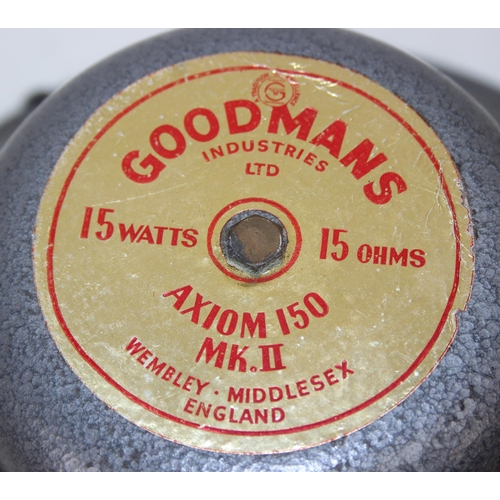 GOODMANS
INDUSTRIES
LTD
15 WATTS
15 OHMS
AXIOM 150
MK. II
WEMBLEY · MIDDLESEX
ENGLAND